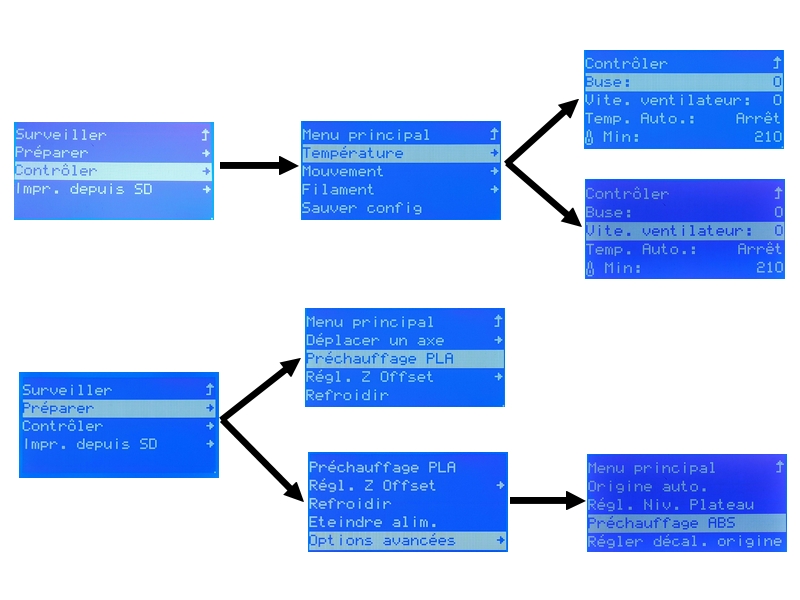 Surveiller
Préparer
Contrôler
Impr. depuis SD
Menu principal
Température
Mouvement
Filament
Sauver config
Contrôler
Buse: 0
Vite. ventilateur: 0
Temp. Auto.: Arrêt
Min: 210
Contrôler
Buse: 0
Vite. ventilateur: 0
Temp. Auto.: Arrêt
Min: 210
Surveiller
Préparer
Contrôler
Impr. depuis SD
Menu principal
Déplacer un axe
Préchauffage PLA
Régl. Z Offset
Refroidir
Préchauffage PLA
Régl. Z Offset
Refroidir
Eteindre alim.
Options avancées
Menu principal
Origine auto.
Régl. Niv. Plateau
Préchauffage ABS
Régler décal. origine